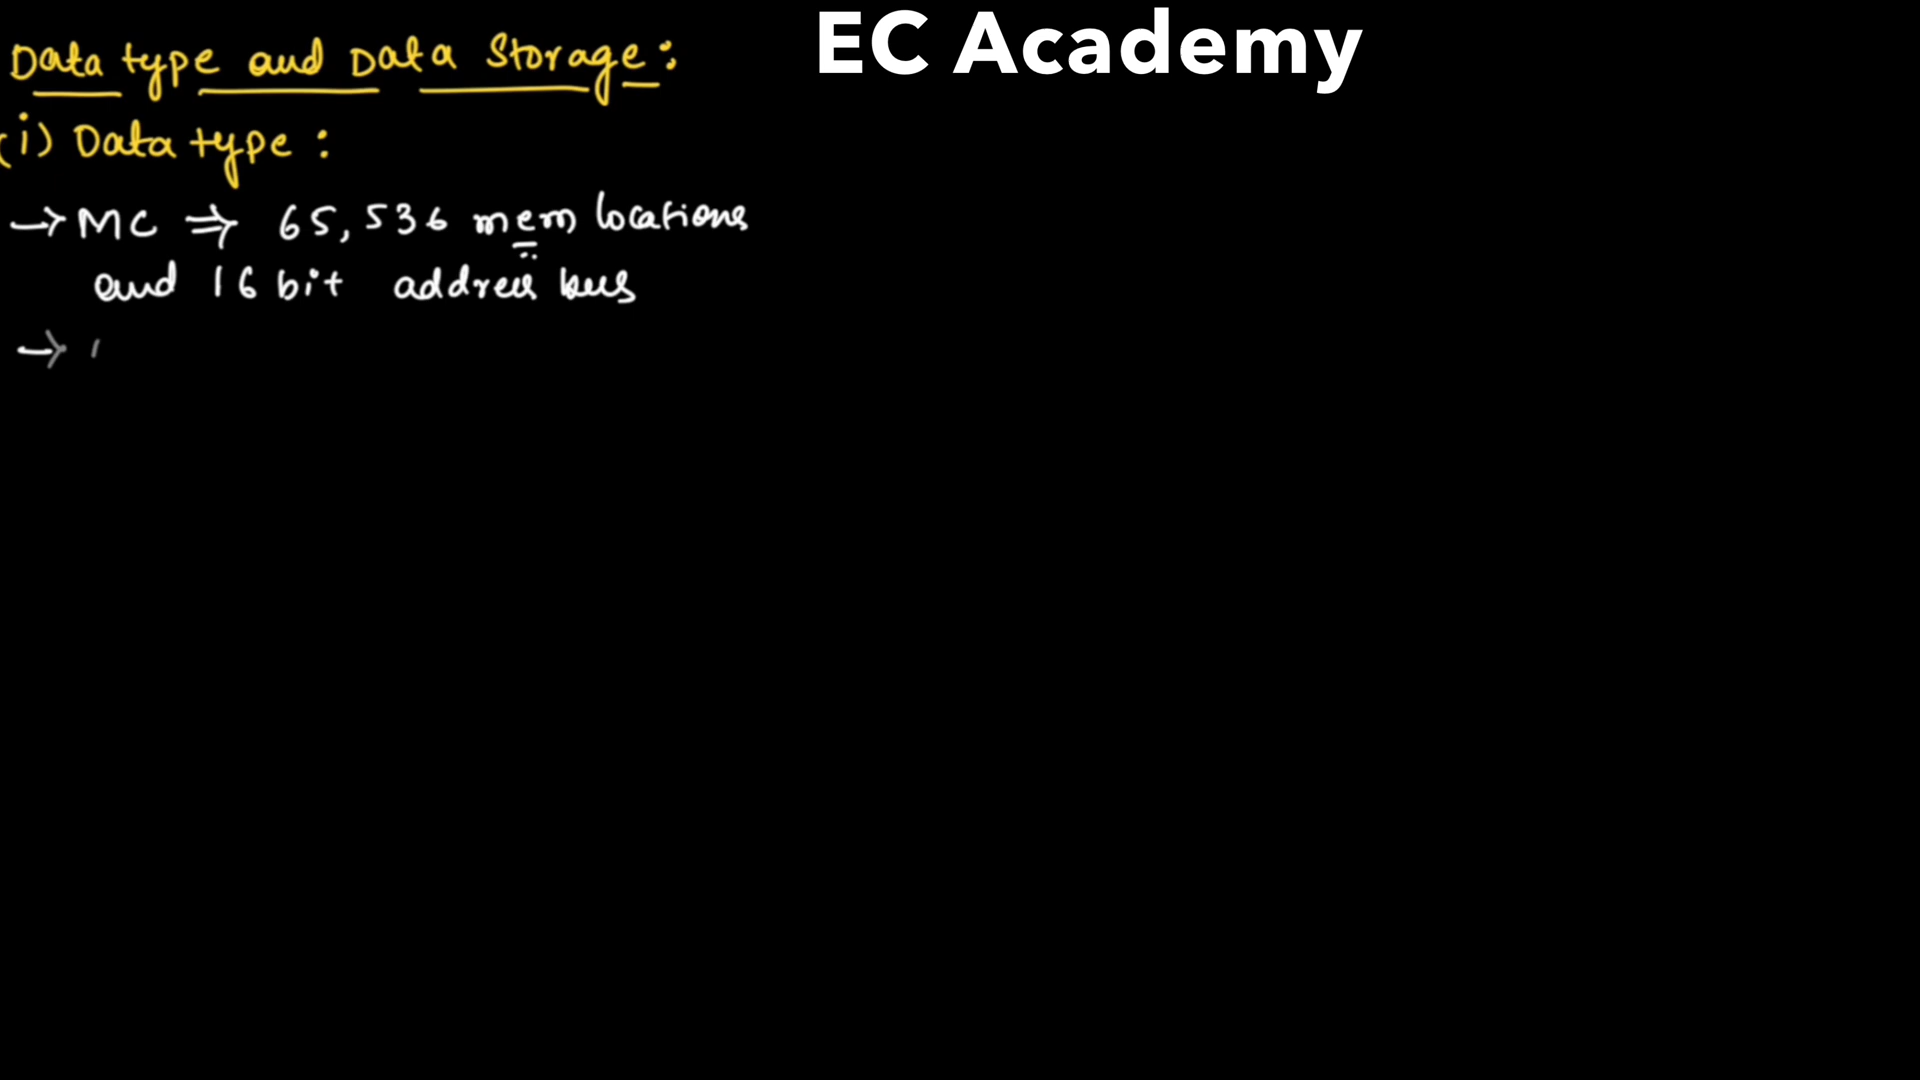 EC Academy
Data type and Data Storage:
(i) Data type:
→ MC ⇒ 65,536 mem locations
and 16 bit address bus
→